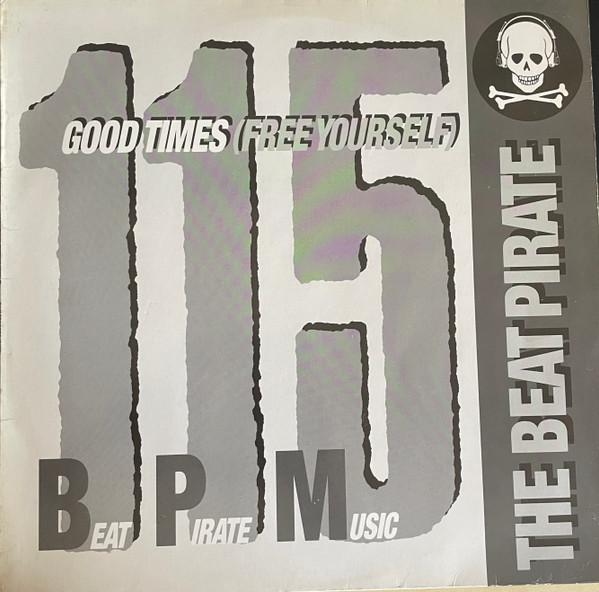 115
GOOD TIMES (FREE YOURSELF)
BEAT PIRATE MUSIC
THE BEAT PIRATE